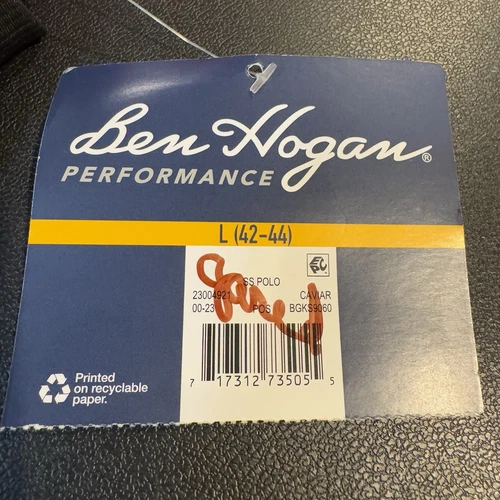 Ben Hogan®
PERFORMANCE
L (42-44)
SS POLO
EPC
23004921 CAVIAR
00-23 POS BGKS9060
7 17312 73505 5
Printed
on recyclable
paper.